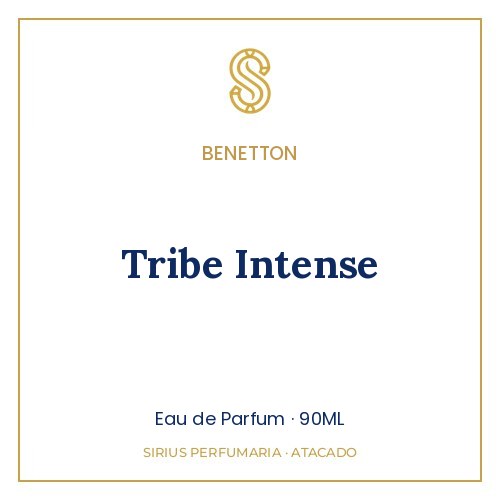 BENETTON
Tribe Intense
Eau de Parfum · 90ML
SIRIUS PERFUMARIA · ATACADO